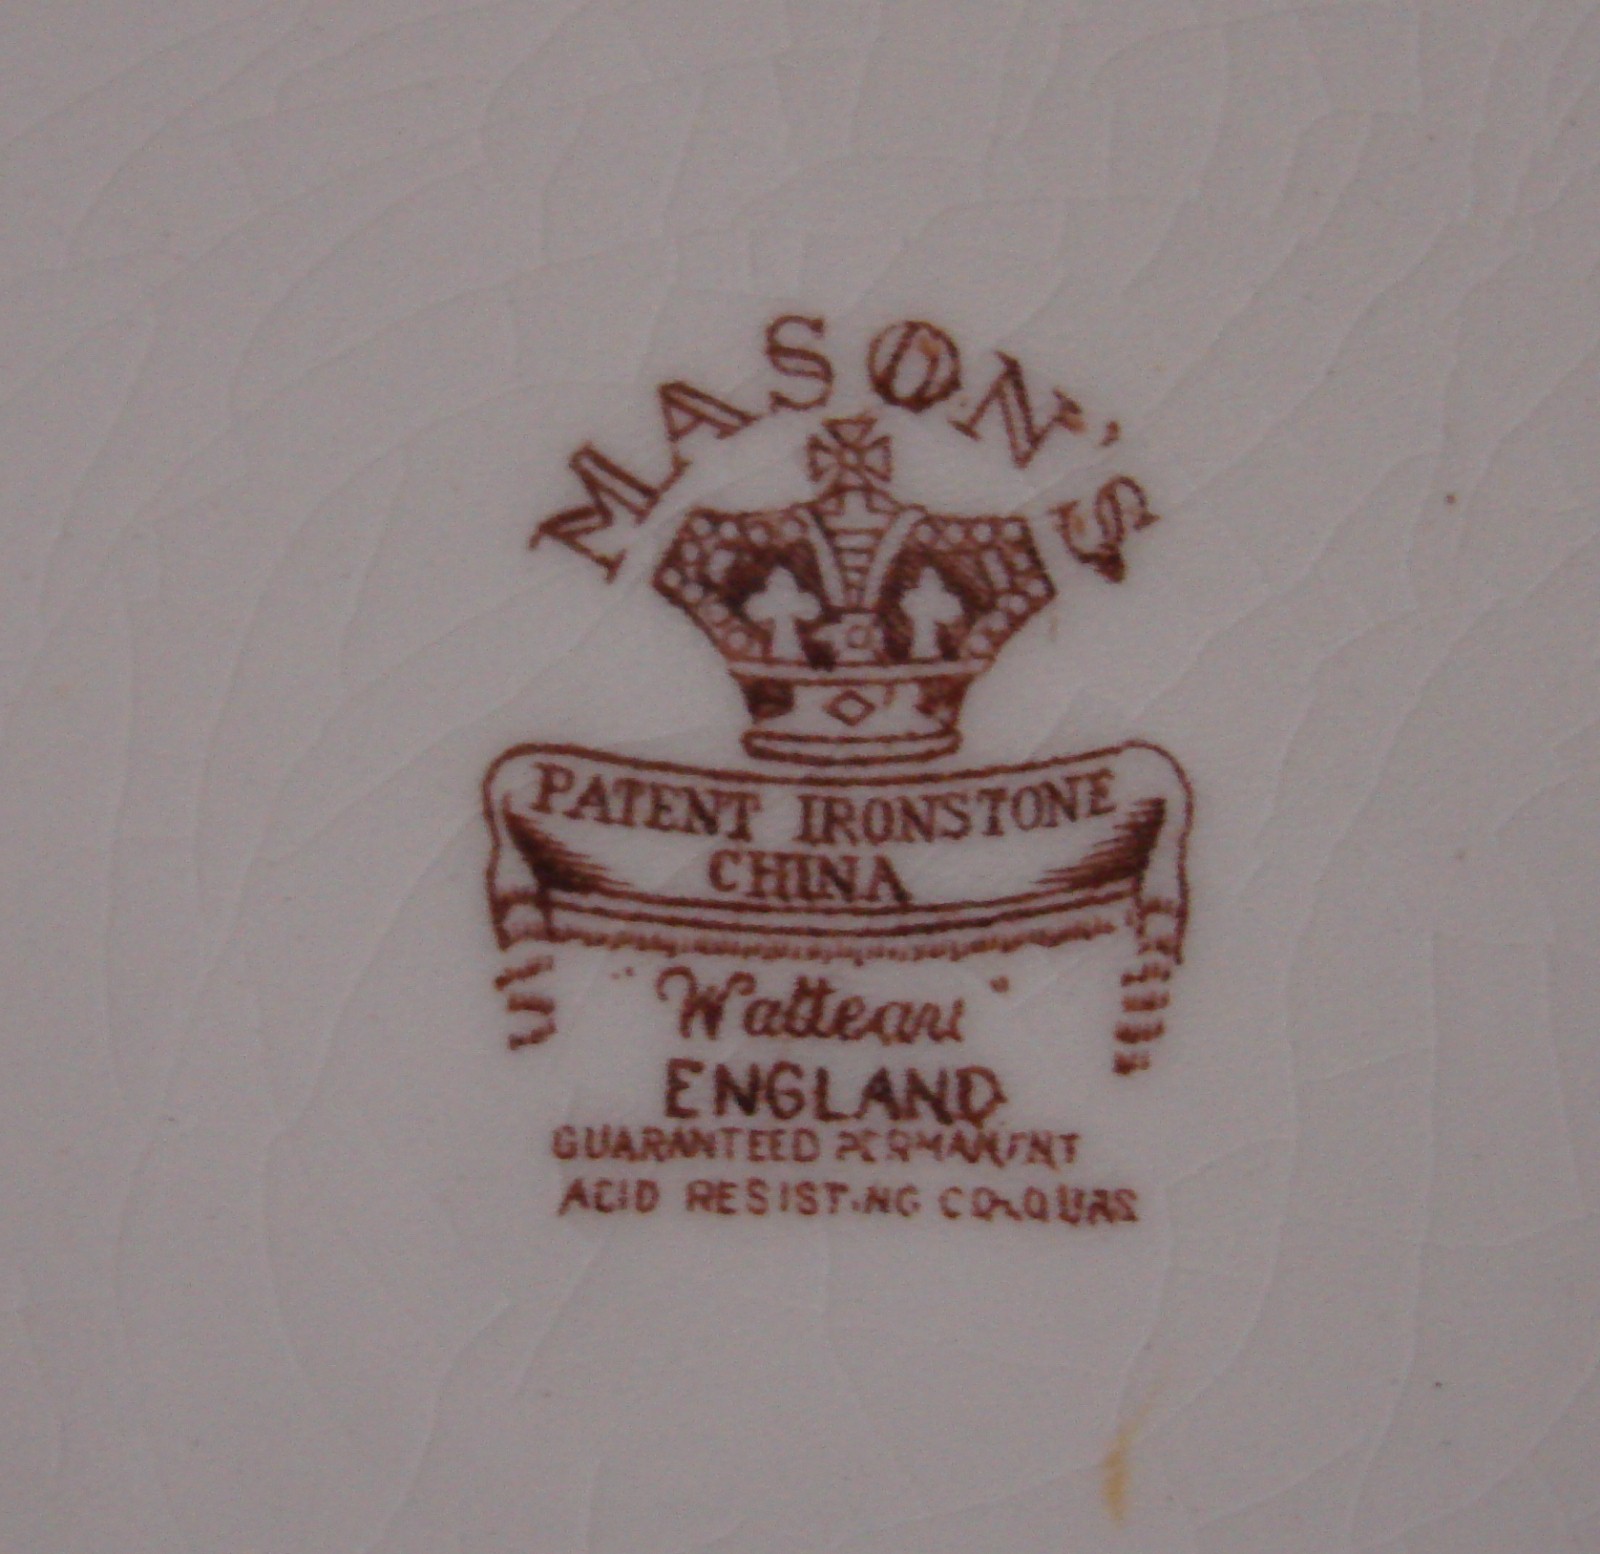 MASON'S
PATENT IRONSTONE
CHINA
"Watteau"
ENGLAND
GUARANTEED PERMANENT
ACID RESISTING COLOURS